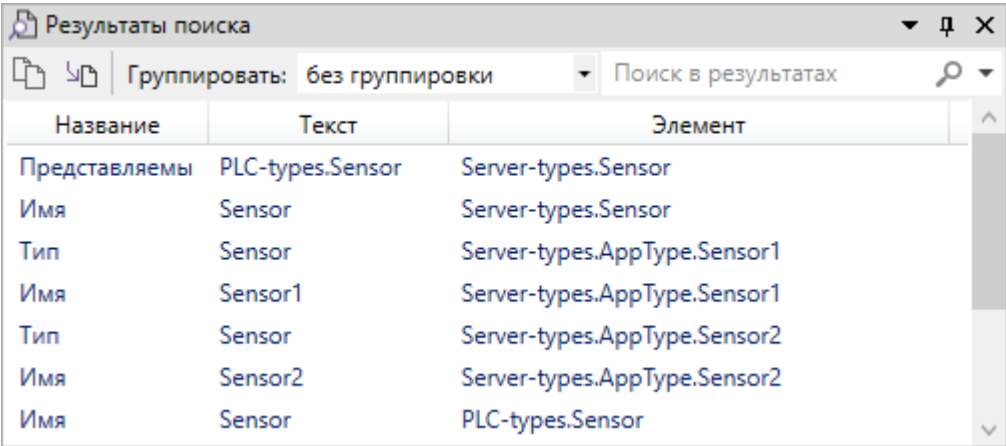 Результаты поиска
Группировать: без группировки Поиск в результатах
Название Текст Элемент
Представляемы PLC-types.Sensor Server-types.Sensor
Имя Sensor Server-types.Sensor
Тип Sensor Server-types.AppType.Sensor1
Имя Sensor1 Server-types.AppType.Sensor1
Тип Sensor Server-types.AppType.Sensor2
Имя Sensor2 Server-types.AppType.Sensor2
Имя Sensor PLC-types.Sensor